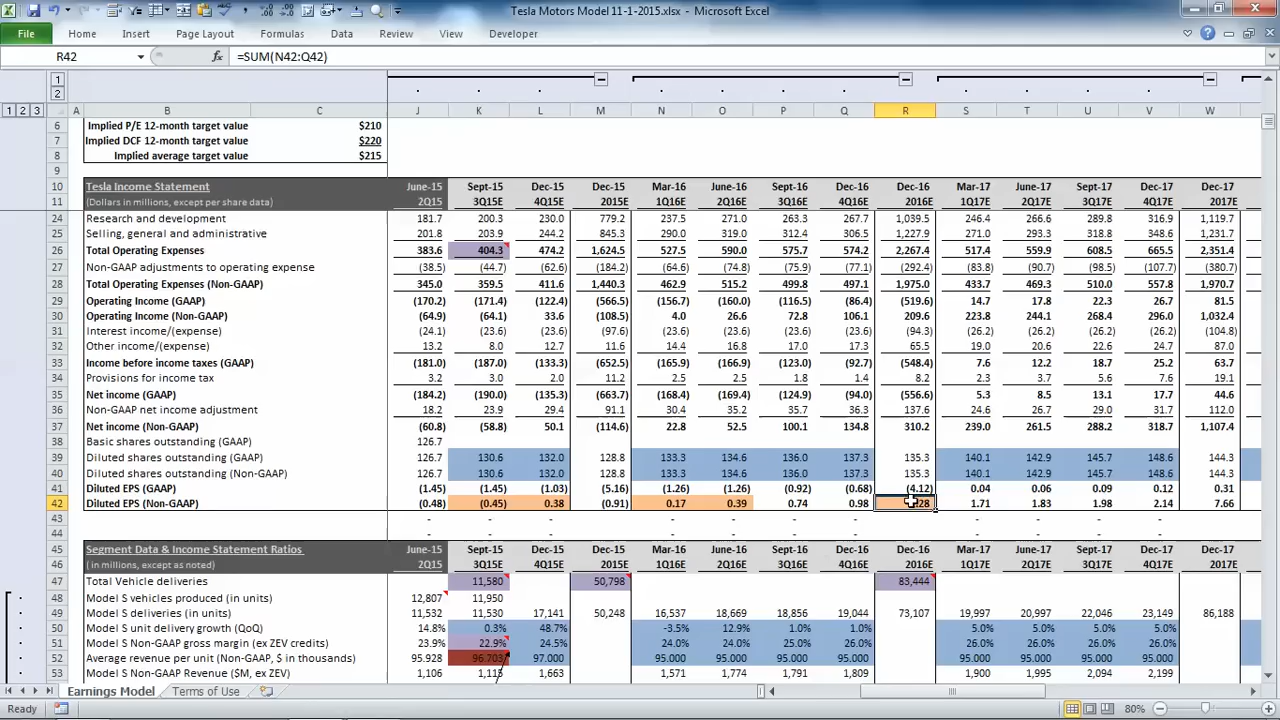 Tesla Motors Model 11-1-2015.xlsx - Microsoft Excel
File Home Insert Page Layout Formulas Data Review View Developer
R42 fx =SUM(N42:Q42)
1
2
1 2 3 A B C J K L M N O P Q R S T U V W
6 Implied P/E 12-month target value $210
7 Implied DCF 12-month target value $220
8 Implied average target value $215
9
10 Tesla Income Statement June-15 Sept-15 Dec-15 Dec-15 Mar-16 June-16 Sept-16 Dec-16 Dec-16 Mar-17 June-17 Sept-17 Dec-17 Dec-17
11 (Dollars in millions, except per share data) 2Q15 3Q15E 4Q15E 2015E 1Q16E 2Q16E 3Q16E 4Q16E 2016E 1Q17E 2Q17E 3Q17E 4Q17E 2017E
24 Research and development 181.7 200.3 230.0 779.2 237.5 271.0 263.3 267.7 1,039.5 246.4 266.6 289.8 316.9 1,119.7
25 Selling, general and administrative 201.8 203.9 244.2 845.3 290.0 319.0 312.4 306.5 1,227.9 271.0 293.3 318.8 348.6 1,231.7
26 Total Operating Expenses 383.6 404.3 474.2 1,624.5 527.5 590.0 575.7 574.2 2,267.4 517.4 559.9 608.5 665.5 2,351.4
27 Non-GAAP adjustments to operating expense (38.5) (44.7) (62.6) (184.2) (64.6) (74.8) (75.9) (77.1) (292.4) (83.8) (90.7) (98.5) (107.7) (380.7)
28 Total Operating Expenses (Non-GAAP) 345.0 359.5 411.6 1,440.3 462.9 515.2 499.8 497.1 1,975.0 433.7 469.3 510.0 557.8 1,970.7
29 Operating Income (GAAP) (170.2) (171.4) (122.4) (566.5) (156.7) (160.0) (116.5) (86.4) (519.6) 14.7 17.8 22.3 26.7 81.5
30 Operating Income (Non-GAAP) (64.9) (64.1) 33.6 (108.5) 4.0 26.6 72.8 106.1 209.6 223.8 244.1 268.4 296.0 1,032.4
31 Interest income/(expense) (24.1) (23.6) (23.6) (97.6) (23.6) (23.6) (23.6) (23.6) (94.3) (26.2) (26.2) (26.2) (26.2) (104.8)
32 Other income/(expense) 13.2 8.0 12.7 11.6 14.4 16.8 17.0 17.3 65.5 19.0 20.6 22.6 24.7 87.0
33 Income before income taxes (GAAP) (181.0) (187.0) (133.3) (652.5) (165.9) (166.9) (123.0) (92.7) (548.4) 7.6 12.2 18.7 25.2 63.7
34 Provisions for income tax 3.2 3.0 2.0 11.2 2.5 2.5 1.8 1.4 8.2 2.3 3.7 5.6 7.6 19.1
35 Net income (GAAP) (184.2) (190.0) (135.3) (663.7) (168.4) (169.4) (124.9) (94.0) (556.6) 5.3 8.5 13.1 17.7 44.6
36 Non-GAAP net income adjustment 18.2 23.9 29.4 91.1 30.4 35.2 35.7 36.3 137.6 24.6 26.7 29.0 31.7 112.0
37 Net income (Non-GAAP) (60.8) (58.8) 50.1 (114.6) 22.8 52.5 100.1 134.8 310.2 239.0 261.5 288.2 318.7 1,107.4
38 Basic shares outstanding (GAAP) 126.7
39 Diluted shares outstanding (GAAP) 126.7 130.6 132.0 128.8 133.3 134.6 136.0 137.3 135.3 140.1 142.9 145.7 148.6 144.3
40 Diluted shares outstanding (Non-GAAP) 126.7 130.6 132.0 128.8 133.3 134.6 136.0 137.3 135.3 140.1 142.9 145.7 148.6 144.3
41 Diluted EPS (GAAP) (1.45) (1.45) (1.03) (5.16) (1.26) (1.26) (0.92) (0.68) (4.12) 0.04 0.06 0.09 0.12 0.31
42 Diluted EPS (Non-GAAP) (0.48) (0.45) 0.38 (0.91) 0.17 0.39 0.74 0.98 1.71 1.83 1.98 2.14 7.66
43 - - - - - - - - - - - - - -
44 - - - - - - - - - - - - - -
45 Segment Data & Income Statement Ratios June-15 Sept-15 Dec-15 Dec-15 Mar-16 June-16 Sept-16 Dec-16 Dec-16 Mar-17 June-17 Sept-17 Dec-17 Dec-17
46 ( in millions, except as noted) 2Q15 3Q15E 4Q15E 2015E 1Q16E 2Q16E 3Q16E 4Q16E 2016E 1Q17E 2Q17E 3Q17E 4Q17E 2017E
47 Total Vehicle deliveries 11,580 50,798 83,444
48 Model S vehicles produced (in units) 12,807 11,950
49 Model S deliveries (in units) 11,532 11,530 17,141 50,248 16,537 18,669 18,856 19,044 73,107 19,997 20,997 22,046 23,149 86,188
50 Model S unit delivery growth (QoQ) 14.8% 0.3% 48.7% -3.5% 12.9% 1.0% 1.0% 5.0% 5.0% 5.0% 5.0%
51 Model S Non-GAAP gross margin (ex ZEV credits) 23.9% 22.9% 24.5% 24.0% 24.0% 25.0% 26.0% 26.0% 26.0% 26.0% 26.0%
52 Average revenue per unit (Non-GAAP, $ in thousands) 95.928 96.703 97.000 95.000 95.000 95.000 95.000 95.000 95.000 95.000 95.000
53 Model S Non-GAAP Revenue ($M, ex ZEV) 1,106 1,115 1,663 1,571 1,774 1,791 1,809 1,900 1,995 2,094 2,199
Earnings Model Terms of Use
Ready 80%